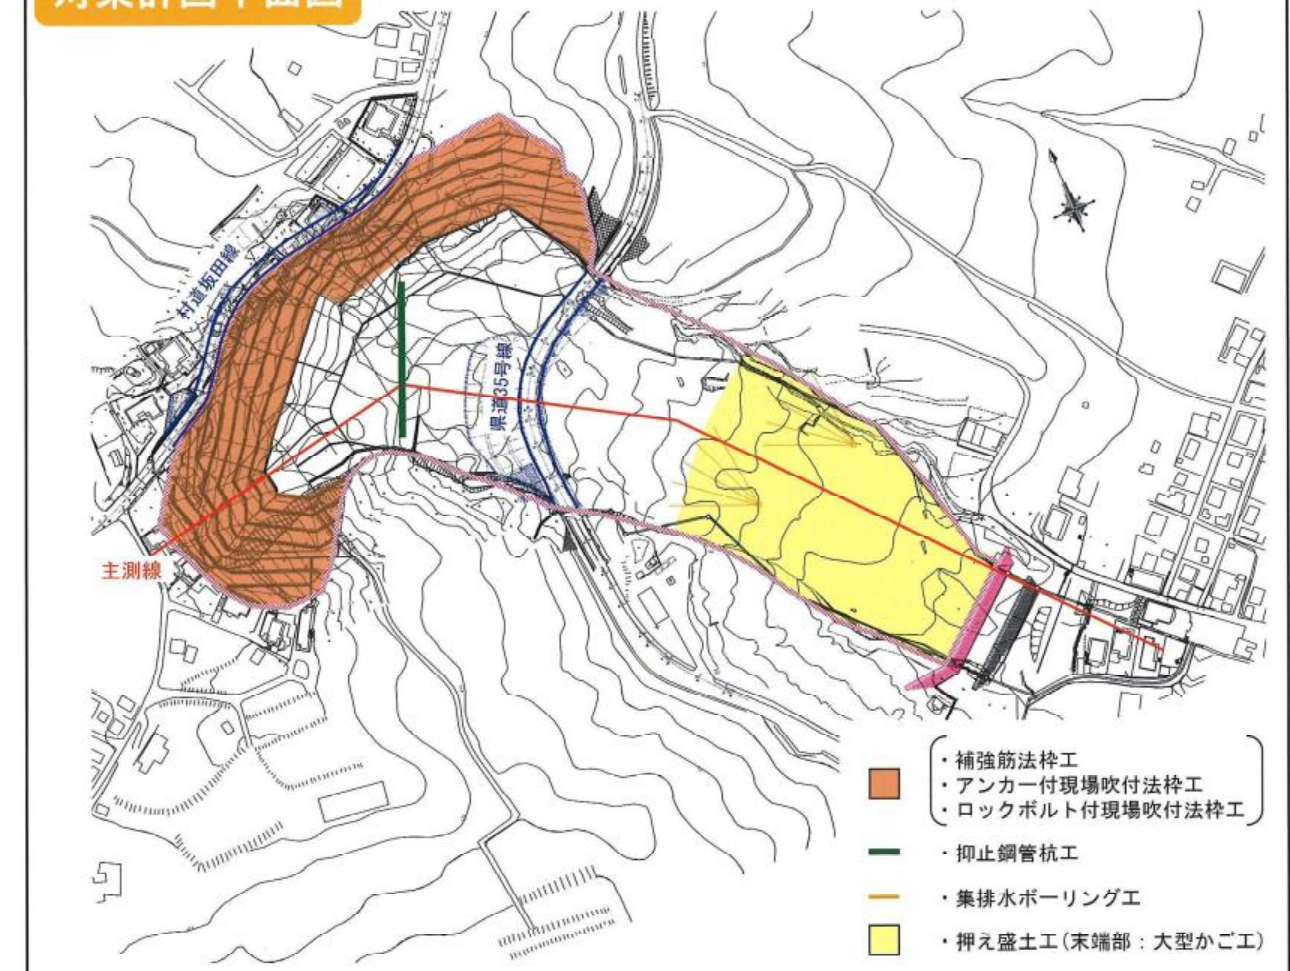 対策計画平面図
村道坂田線
県道35号線
主測線
・補強筋法枠工
・アンカー付現場吹付法枠工
・ロックボルト付現場吹付法枠工
・抑止鋼管杭工
・集排水ボーリング工
・押え盛土工(末端部：大型かご工)